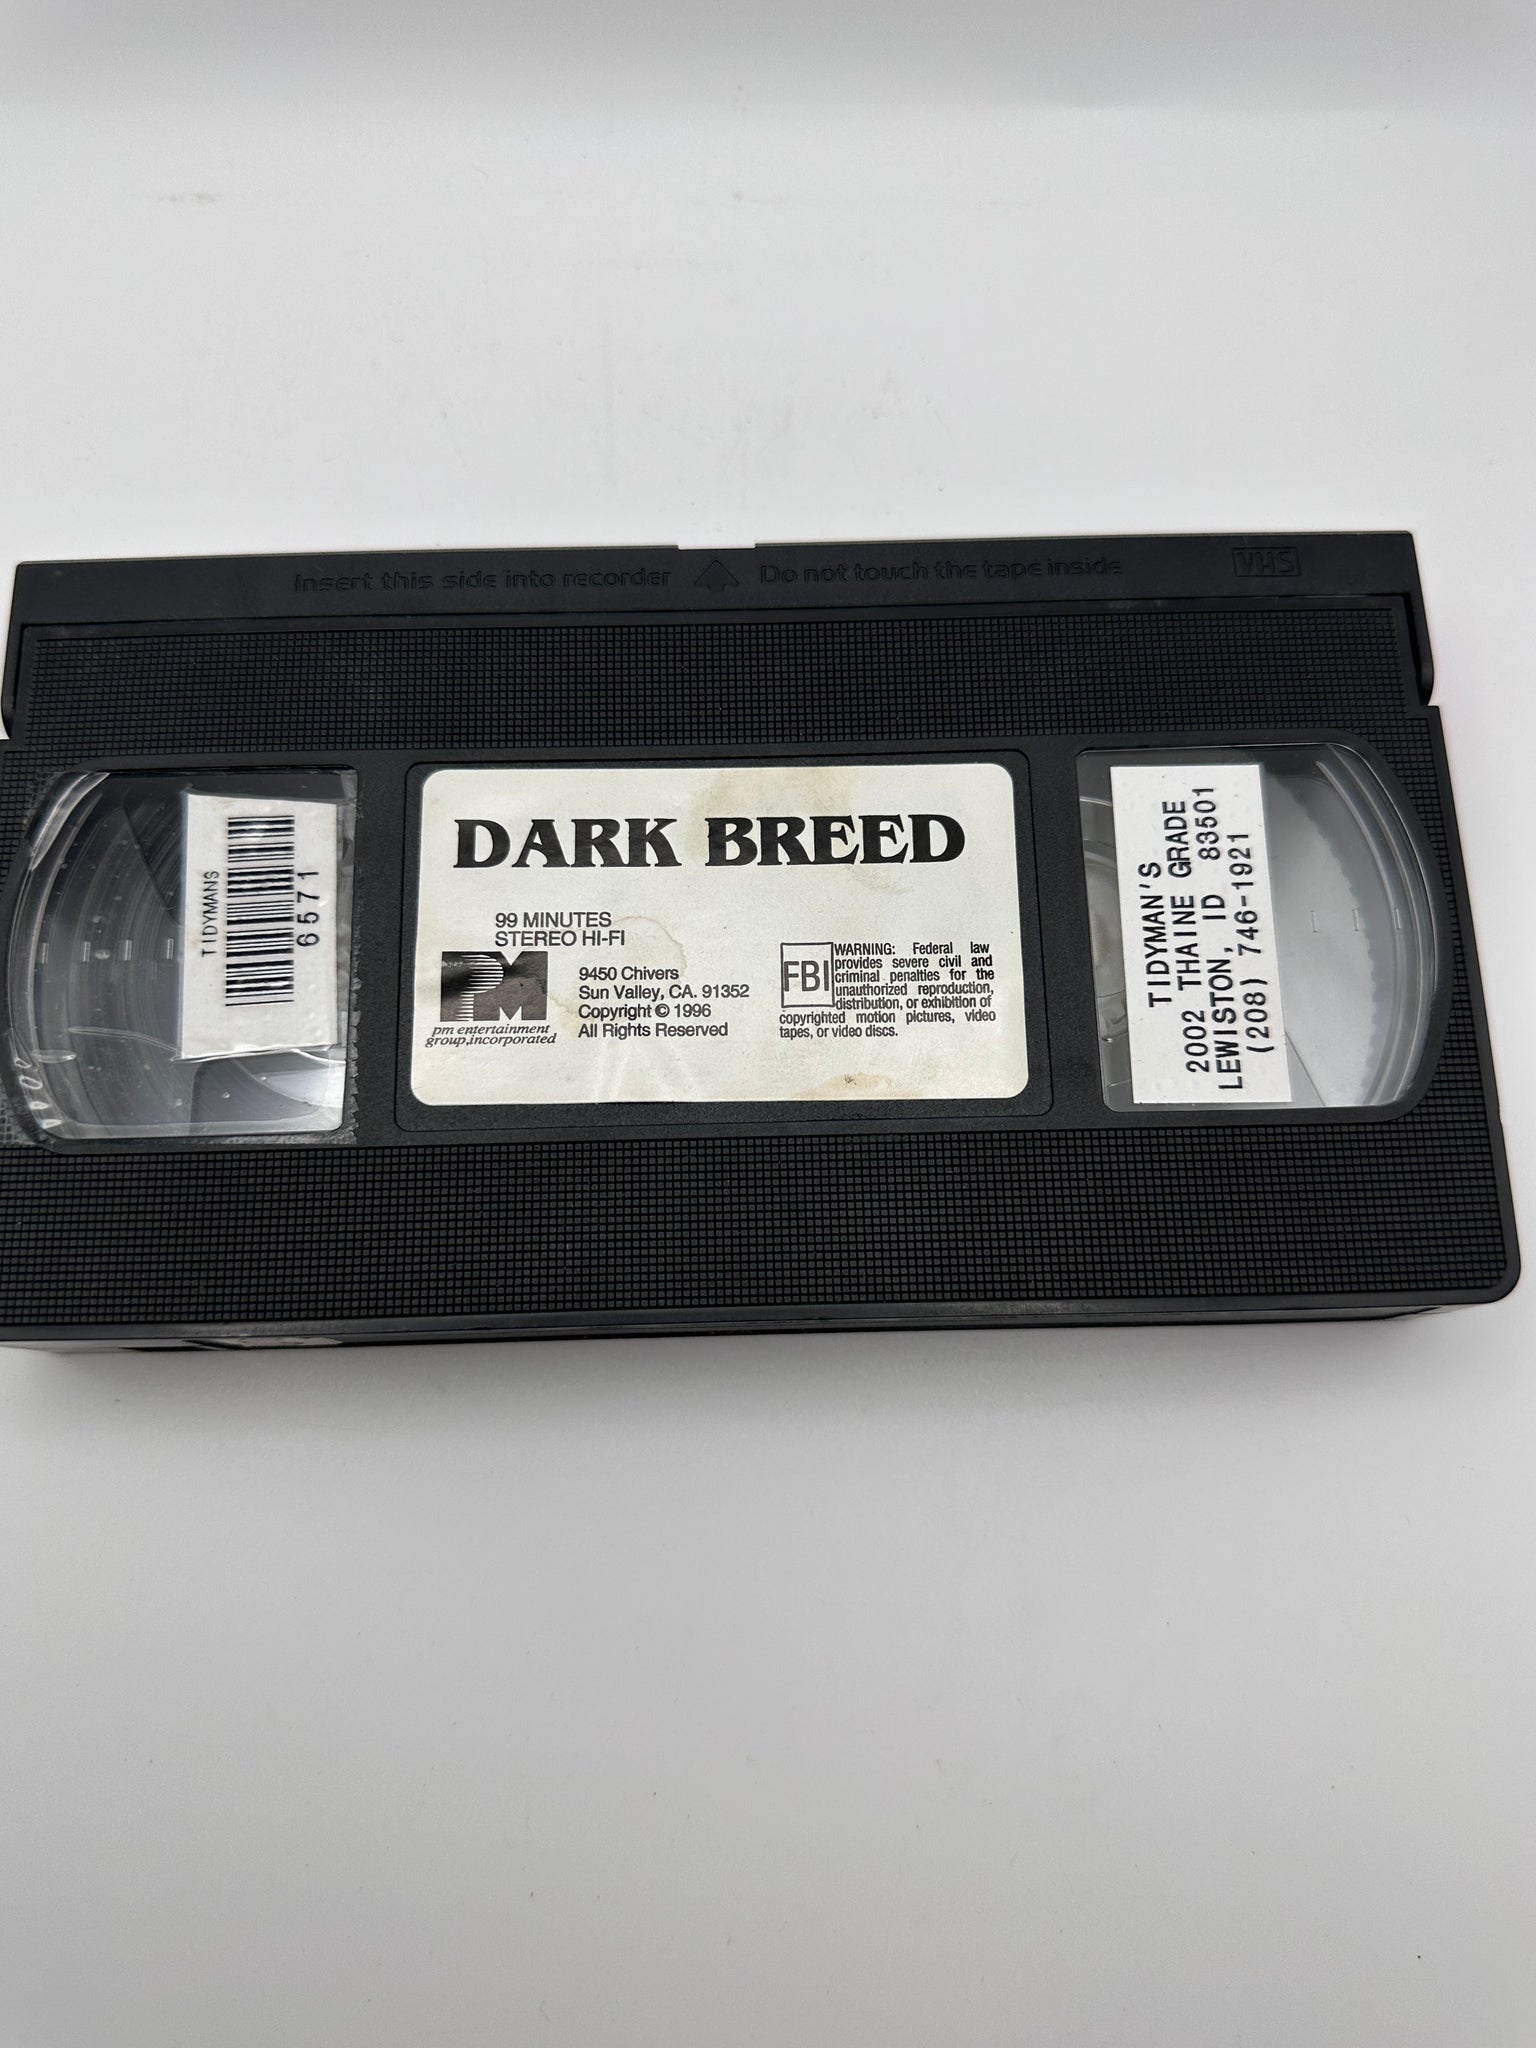 Insert this side into recorder Do not touch the tape inside VHS
TIDYMANS
6571
DARK BREED
99 MINUTES
STEREO HI-FI
PM
pm entertainment
group,incorporated
9450 Chivers
Sun Valley, CA. 91352
Copyright © 1996
All Rights Reserved
FBI
WARNING: Federal law
provides severe civil and
criminal penalties for the
unauthorized reproduction,
distribution, or exhibition of
copyrighted motion pictures, video
tapes, or video discs.
TIDYMAN'S
2002 THAINE GRADE
LEWISTON, ID 83501
(208) 746-1921